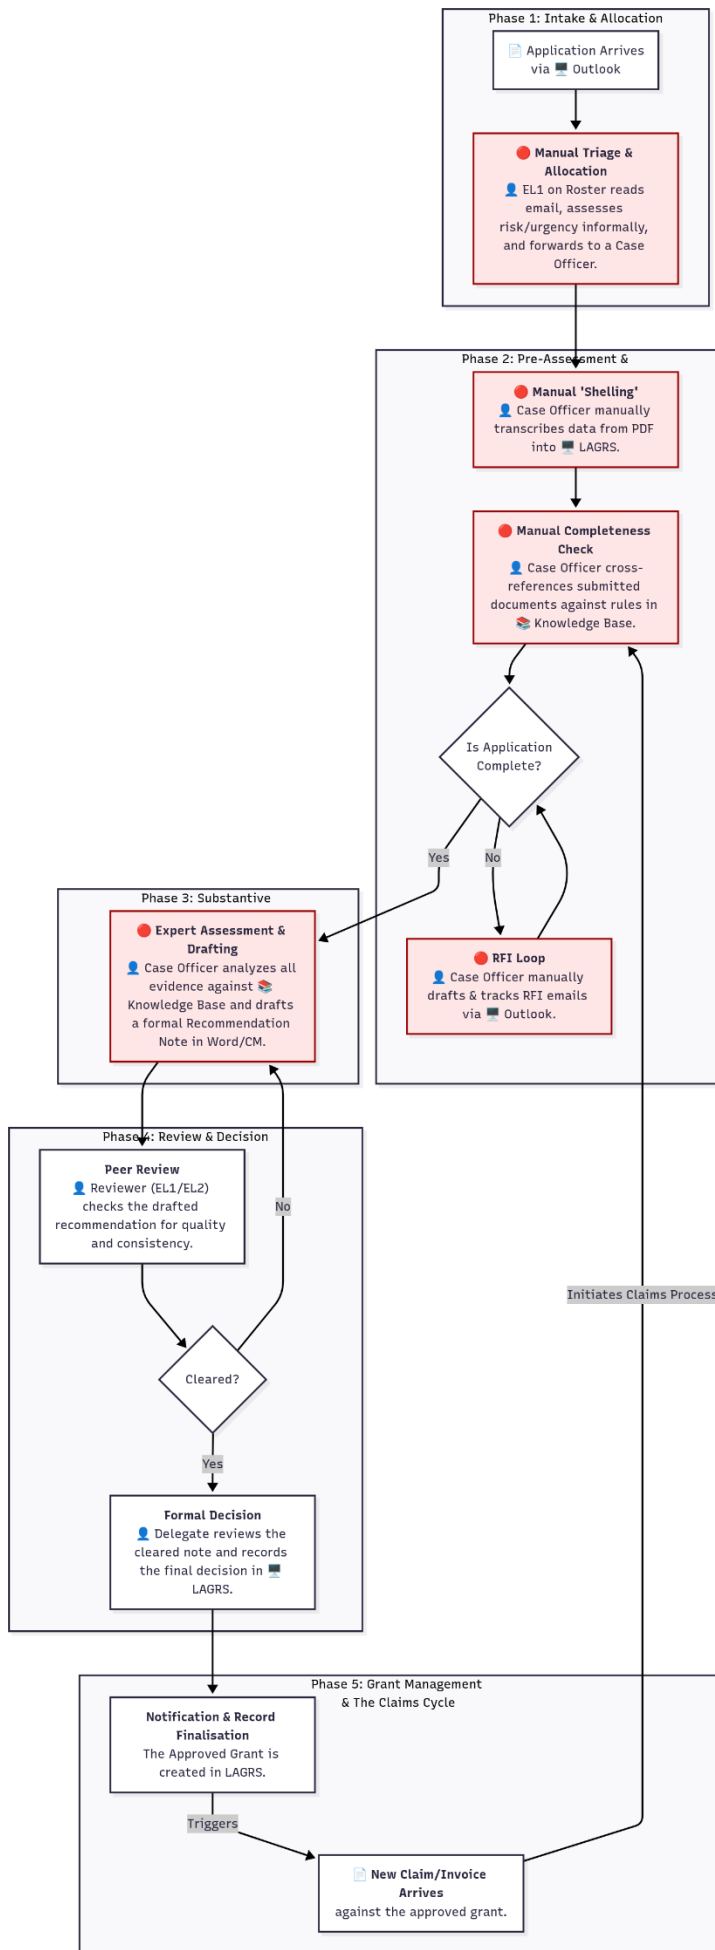 Phase 1: Intake & Allocation
📄 Application Arrives
via 🖥️ Outlook
🔴 Manual Triage &
Allocation
👤 EL1 on Roster reads
email, assesses
risk/urgency informally,
and forwards to a Case
Officer.
Phase 2: Pre-Assessment &
🔴 Manual 'Shelling'
👤 Case Officer manually
transcribes data from PDF
into 🖥️ LAGRS.
🔴 Manual Completeness
Check
👤 Case Officer cross-
references submitted
documents against rules in
📚 Knowledge Base.
Is Application
Complete?
Yes
No
Phase 3: Substantive
🔴 Expert Assessment &
Drafting
👤 Case Officer analyzes all
evidence against 📚
Knowledge Base and drafts
a formal Recommendation
Note in Word/CM.
🔴 RFI Loop
👤 Case Officer manually
drafts & tracks RFI emails
via 🖥️ Outlook.
Phase 4: Review & Decision
Peer Review
👤 Reviewer (EL1/EL2)
checks the drafted
recommendation for quality
and consistency.
No
Initiates Claims Process
Cleared?
Yes
Formal Decision
👤 Delegate reviews the
cleared note and records
the final decision in 🖥️
LAGRS.
Phase 5: Grant Management
& The Claims Cycle
Notification & Record
Finalisation
The Approved Grant is
created in LAGRS.
Triggers
📄 New Claim/Invoice
Arrives
against the approved grant.